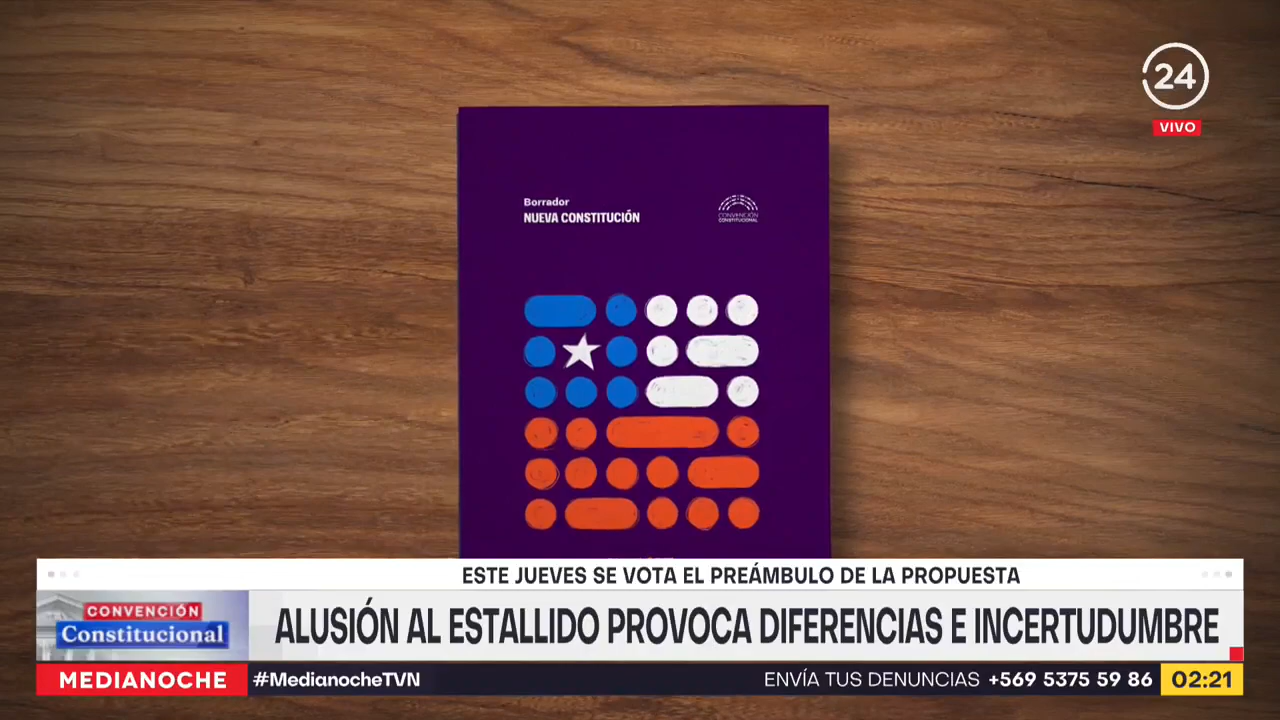 24
VIVO
Borrador
NUEVA CONSTITUCIÓN
CONVENCIÓN
CONSTITUCIONAL
ESTE JUEVES SE VOTA EL PREÁMBULO DE LA PROPUESTA
CONVENCIÓN
Constitucional
ALUSIÓN AL ESTALLIDO PROVOCA DIFERENCIAS E INCERTUDUMBRE
MEDIANOCHE
#MedianocheTVN
ENVÍA TUS DENUNCIAS +569 5375 59 86
02:21